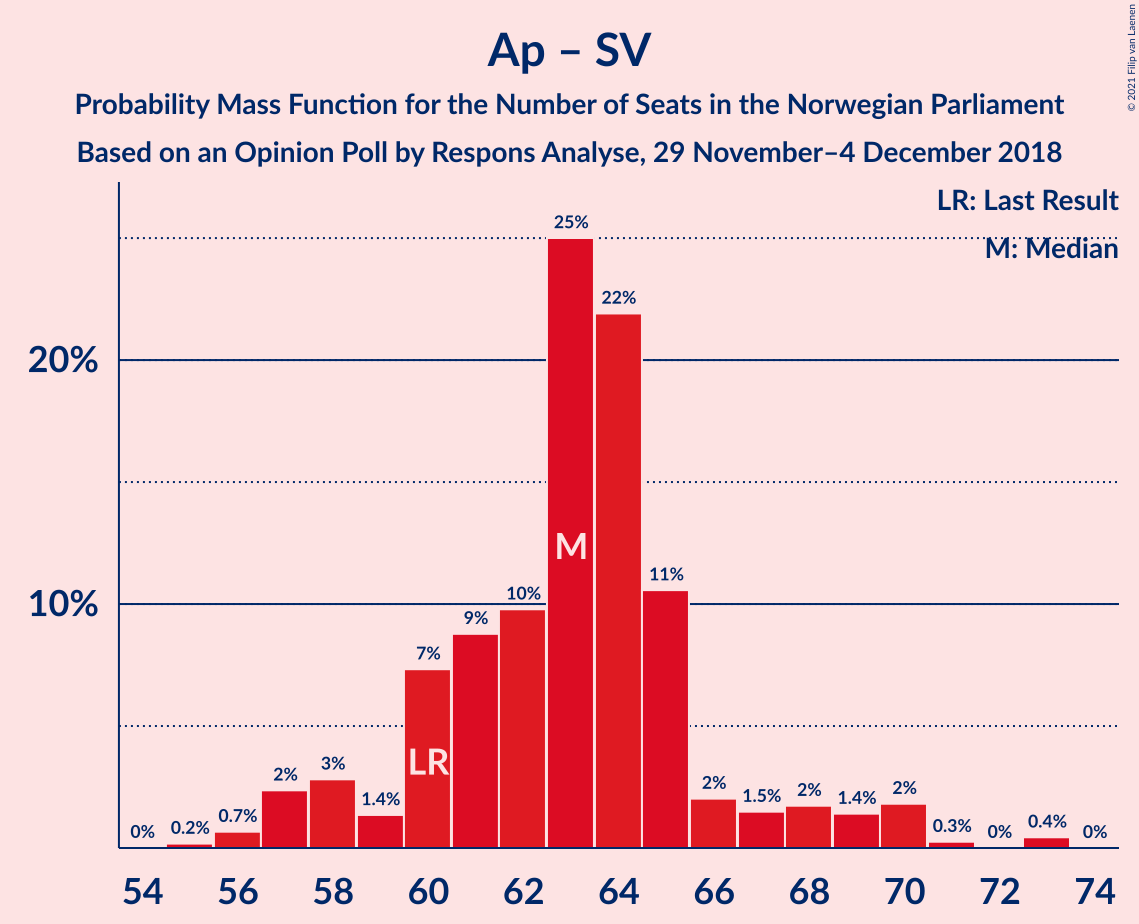 Ap – SV
Probability Mass Function for the Number of Seats in the Norwegian Parliament
Based on an Opinion Poll by Respons Analyse, 29 November–4 December 2018
© 2021 Filip van Laenen
LR: Last Result
M: Median
20%
10%
0%
0.2%
0.7%
2%
3%
1.4%
7%
9%
10%
25%
22%
11%
2%
1.5%
2%
1.4%
2%
0.3%
0%
0.4%
0%
LR
M
54 56 58 60 62 64 66 68 70 72 74